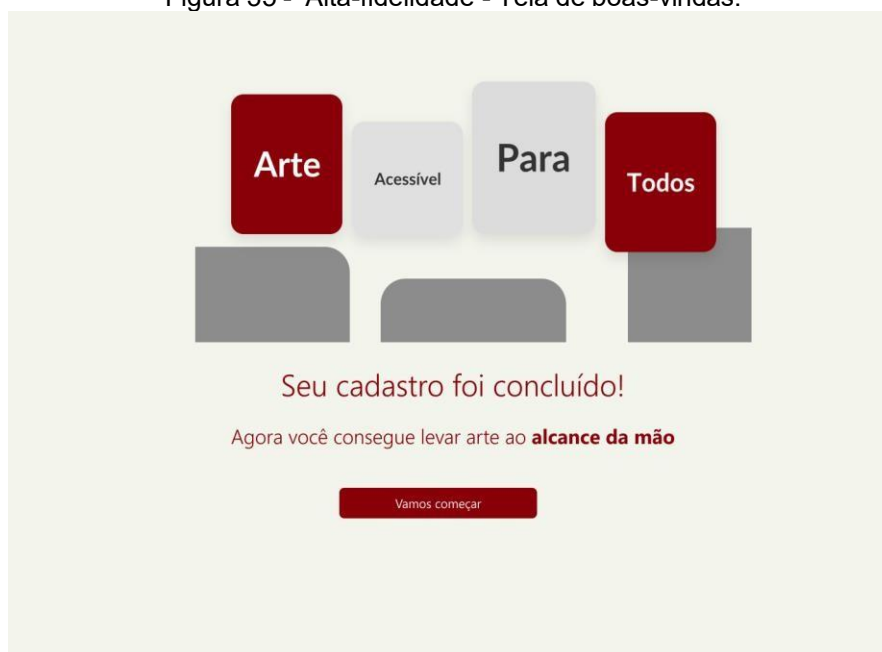 Figura 35 - Alta-fidelidade - Tela de boas-vindas.
Arte
Acessível
Para
Todos
Seu cadastro foi concluído!
Agora você consegue levar arte ao alcance da mão
Vamos começar